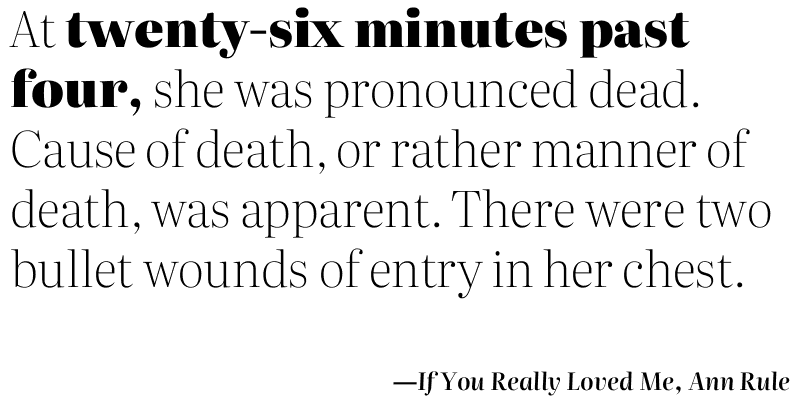 At twenty-six minutes past
four, she was pronounced dead.
Cause of death, or rather manner of
death, was apparent. There were two
bullet wounds of entry in her chest.
—If You Really Loved Me, Ann Rule